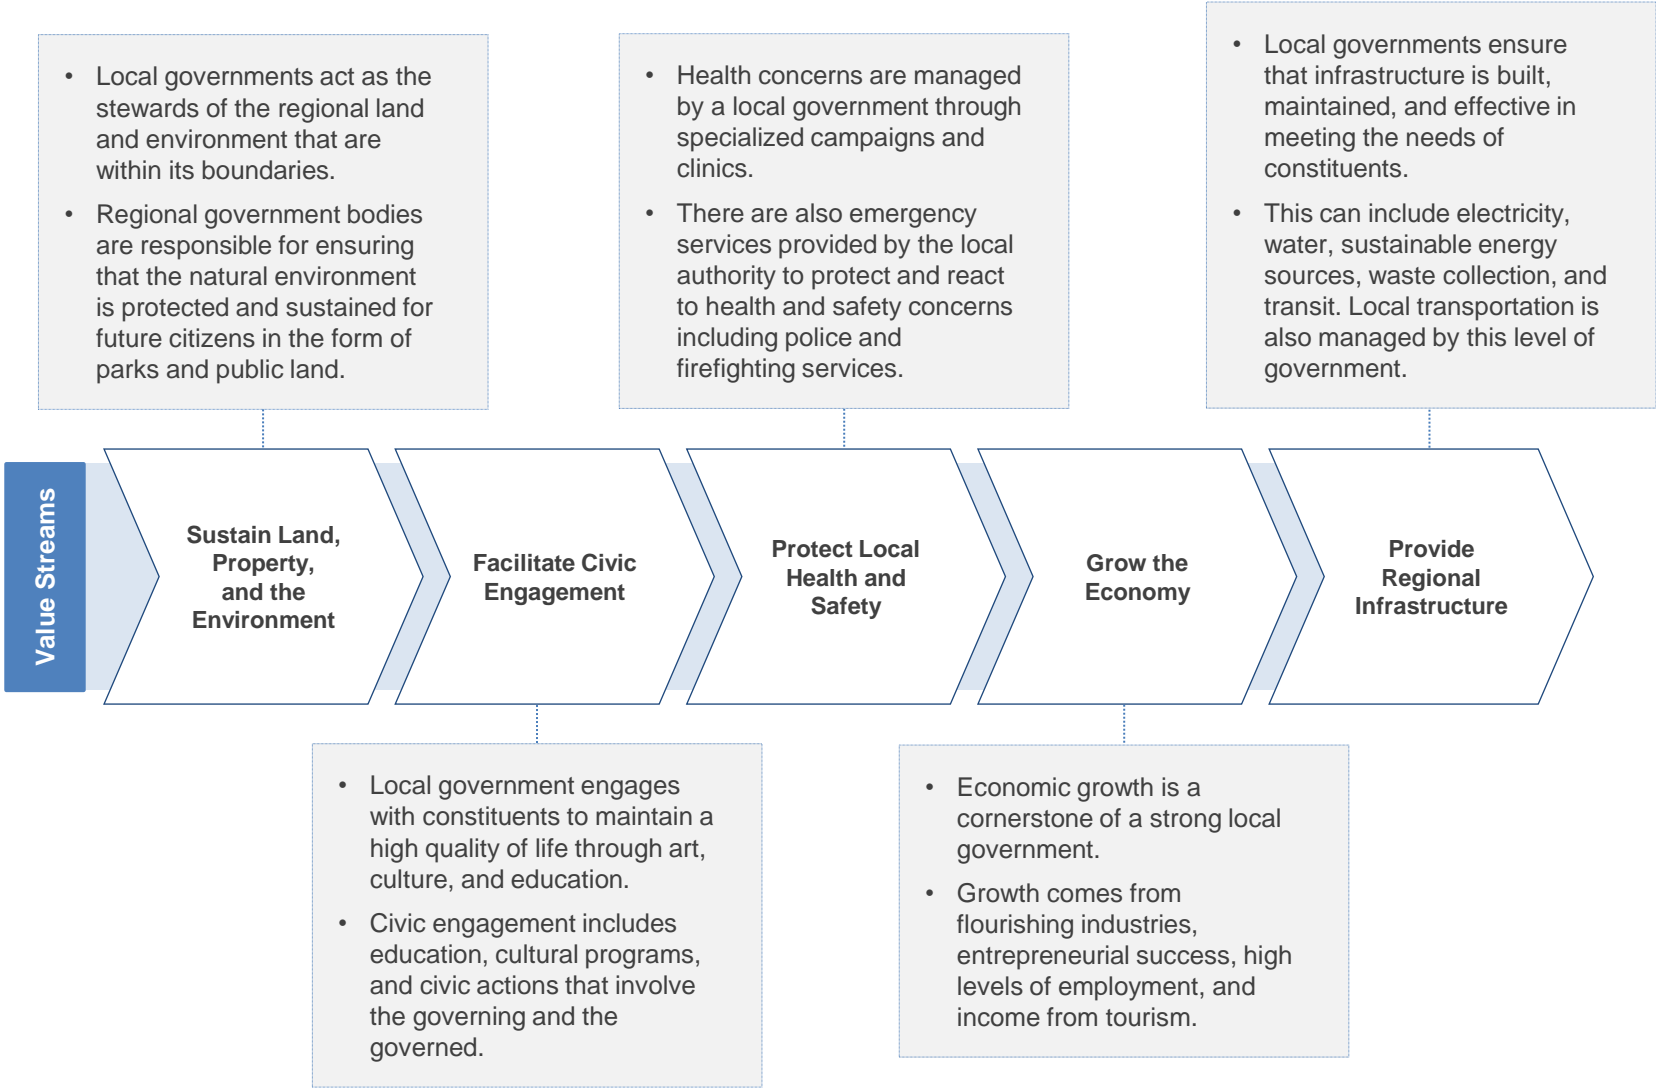 • Local governments act as the
stewards of the regional land
and environment that are
within its boundaries.
• Regional government bodies
are responsible for ensuring
that the natural environment
is protected and sustained for
future citizens in the form of
parks and public land.
• Health concerns are managed
by a local government through
specialized campaigns and
clinics.
• There are also emergency
services provided by the local
authority to protect and react
to health and safety concerns
including police and
firefighting services.
• Local governments ensure
that infrastructure is built,
maintained, and effective in
meeting the needs of
constituents.
• This can include electricity,
water, sustainable energy
sources, waste collection, and
transit. Local transportation is
also managed by this level of
government.
Value Streams
Sustain Land,
Property,
and the
Environment
Facilitate Civic
Engagement
Protect Local
Health and
Safety
Grow the
Economy
Provide
Regional
Infrastructure
• Local government engages
with constituents to maintain a
high quality of life through art,
culture, and education.
• Civic engagement includes
education, cultural programs,
and civic actions that involve
the governing and the
governed.
• Economic growth is a
cornerstone of a strong local
government.
• Growth comes from
flourishing industries,
entrepreneurial success, high
levels of employment, and
income from tourism.